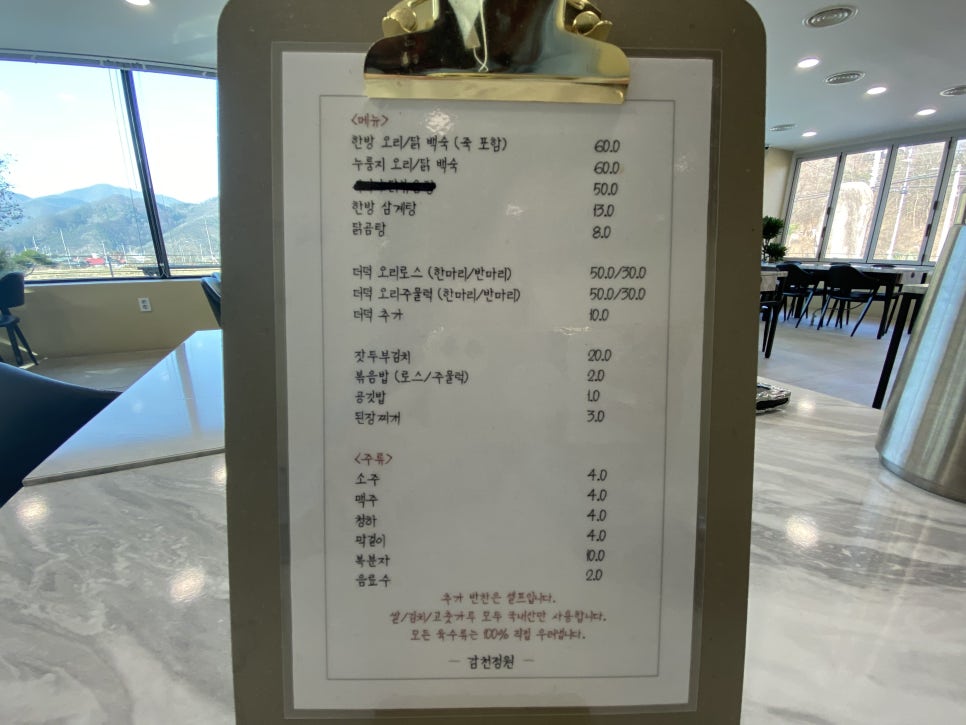 <메뉴>
한방 오리/닭 백숙 (죽 포함) 60.0
누룽지 오리/닭 백숙 60.0
50.0
한방 삼계탕 13.0
닭곰탕 8.0
더덕 오리로스 (한마리/반마리) 50.0/30.0
더덕 오리주물럭 (한마리/반마리) 50.0/30.0
더덕 추가 10.0
잣두부김치 20.0
볶음밥 (로스/주물럭) 2.0
공깃밥 1.0
된장찌개 3.0
<주류>
소주 4.0
맥주 4.0
청하 4.0
막걸이 4.0
복분자 10.0
음료수 2.0
추가 반찬은 셀프입니다.
쌀/김치/고춧가루 모두 국내산만 사용합니다.
모든 육수류는 100% 직접 우려냅니다.
- 감천정원 -